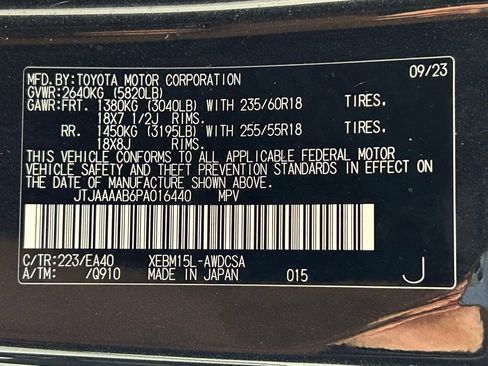 MFD.BY:TOYOTA MOTOR CORPORATION 09/23
GVWR:2640KG (5820LB)
GAWR:FRT. 1380KG (3040LB) WITH 235/60R18 TIRES.
18X7 1/2J RIMS.
RR. 1450KG (3195LB) WITH 255/55R18 TIRES.
18X8J RIMS.
THIS VEHICLE CONFORMS TO ALL APPLICABLE FEDERAL MOTOR
VEHICLE SAFETY AND THEFT PREVENTION STANDARDS IN EFFECT ON
THE DATE OF MANUFACTURE SHOWN ABOVE.
JTJAAAAB6PA016440 MPV
C/TR:223/EA40 XEBM15L-AWDCSA
A/TM: /Q910 MADE IN JAPAN 015 J